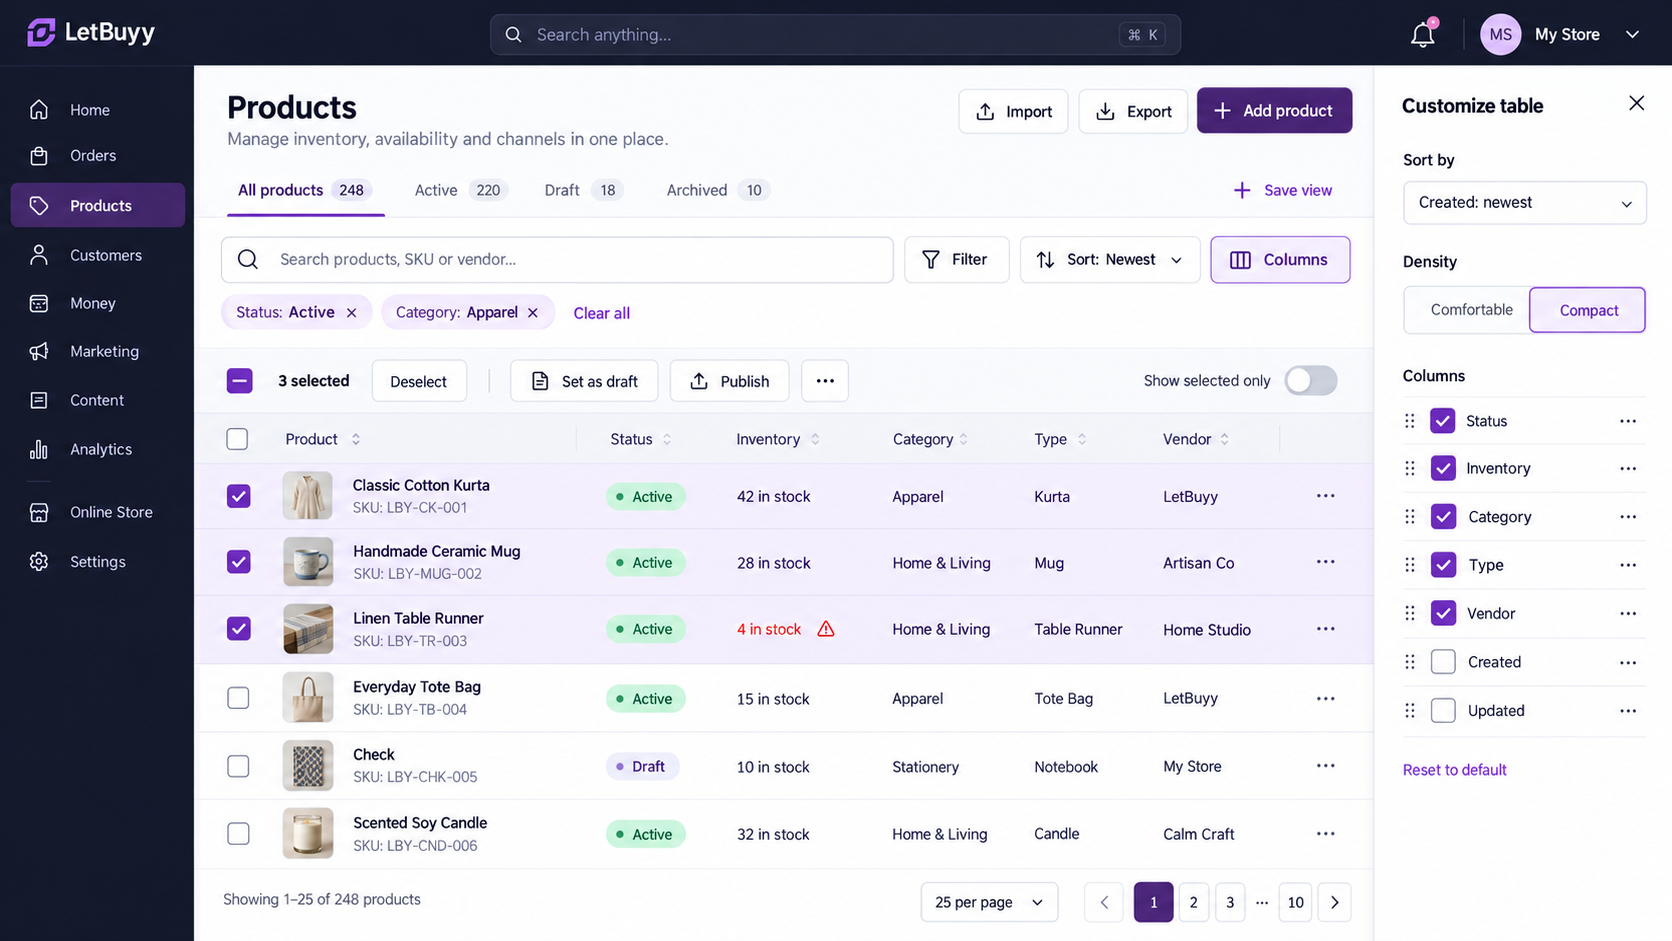 LetBuyy
Search anything...
⌘ K
MS
My Store
Home
Orders
Products
Customers
Money
Marketing
Content
Analytics
Online Store
Settings
Products
Manage inventory, availability and channels in one place.
Import
Export
Add product
All products 248
Active 220
Draft 18
Archived 10
Save view
Search products, SKU or vendor...
Filter
Sort: Newest
Columns
Status: Active
Category: Apparel
Clear all
3 selected
Deselect
Set as draft
Publish
Show selected only
Product Status Inventory Category Type Vendor
Classic Cotton Kurta
SKU: LBY-CK-001
Active 42 in stock Apparel Kurta LetBuyy
Handmade Ceramic Mug
SKU: LBY-MUG-002
Active 28 in stock Home & Living Mug Artisan Co
Linen Table Runner
SKU: LBY-TR-003
Active 4 in stock Home & Living Table Runner Home Studio
Everyday Tote Bag
SKU: LBY-TB-004
Active 15 in stock Apparel Tote Bag LetBuyy
Check
SKU: LBY-CHK-005
Draft 10 in stock Stationery Notebook My Store
Scented Soy Candle
SKU: LBY-CND-006
Active 32 in stock Home & Living Candle Calm Craft
Showing 1–25 of 248 products
25 per page
1 2 3 ... 10
Customize table
Sort by
Created: newest
Density
Comfortable
Compact
Columns
Status
Inventory
Category
Type
Vendor
Created
Updated
Reset to default